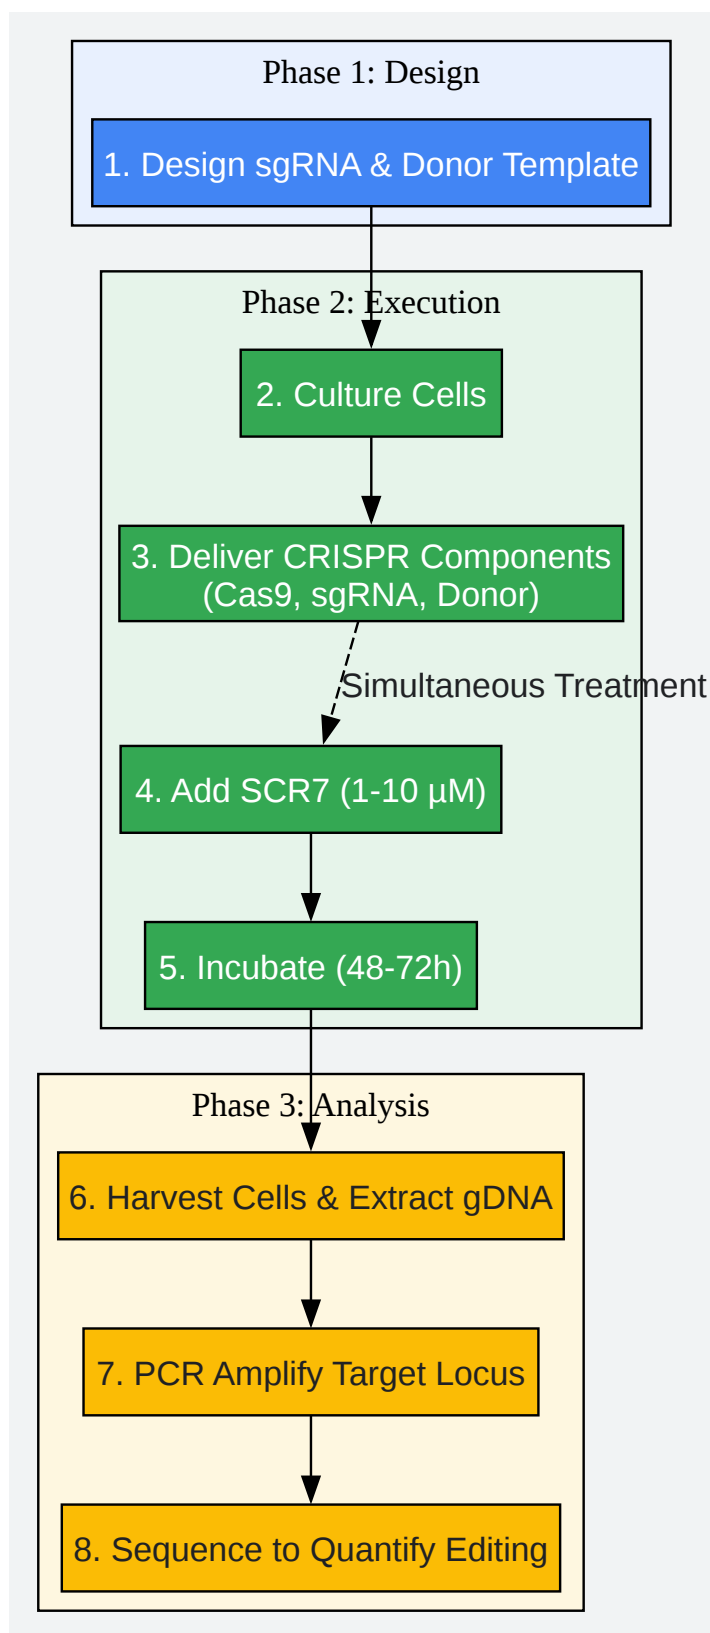 Phase 1: Design
1. Design sgRNA & Donor Template
Phase 2: Execution
2. Culture Cells
3. Deliver CRISPR Components
(Cas9, sgRNA, Donor)
Simultaneous Treatment
4. Add SCR7 (1-10 µM)
5. Incubate (48-72h)
Phase 3: Analysis
6. Harvest Cells & Extract gDNA
7. PCR Amplify Target Locus
8. Sequence to Quantify Editing